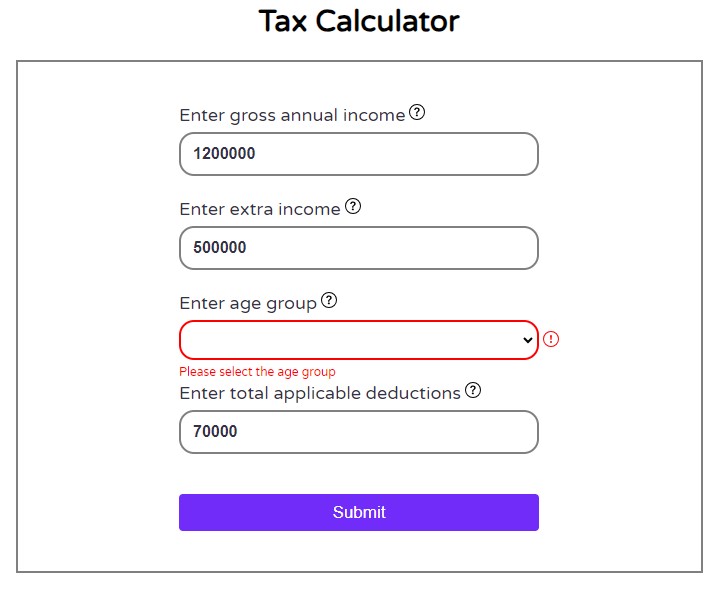 Tax Calculator
Enter gross annual income ?
1200000
Enter extra income ?
500000
Enter age group ?
!
Please select the age group
Enter total applicable deductions ?
70000
Submit